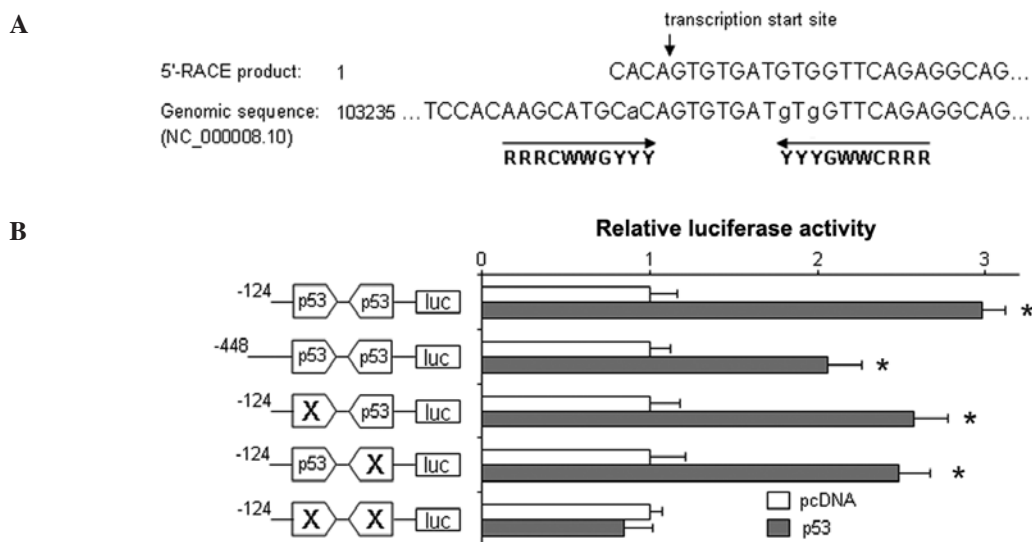 A
transcription start site
5'-RACE product: 1 CACAGTGTGATGTGGTTCAGAGGCAG...
Genomic sequence: 103235 ...TCCACAAGCATGCaCAGTGTGATgTgGTTCAGAGGCAG...
(NC_000008.10)
RRRCWWGYYY YYYGWWCRRR
B
Relative luciferase activity
0 1 2 3
-124 p53 p53 luc *
-448 p53 p53 luc *
-124 X p53 luc *
-124 p53 X luc *
pcDNA
-124 X X luc
p53